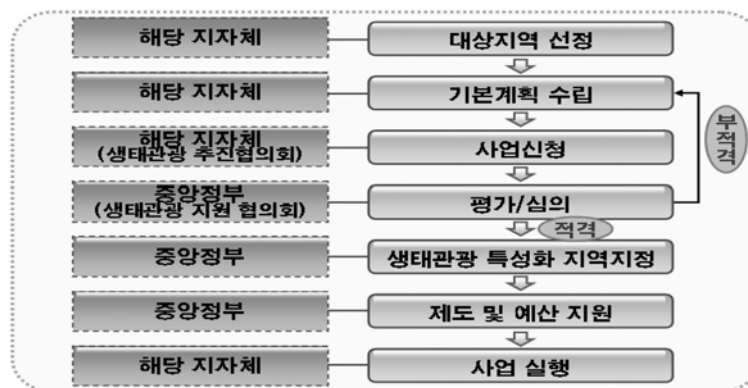 해당 지자체
대상지역 선정
해당 지자체
기본계획 수립
해당 지자체
(생태관광 추진협의회)
사업신청
중앙정부
(생태관광 지원 협의회)
평가/심의
부적격
적격
중앙정부
생태관광 특성화 지역지정
중앙정부
제도 및 예산 지원
해당 지자체
사업 실행